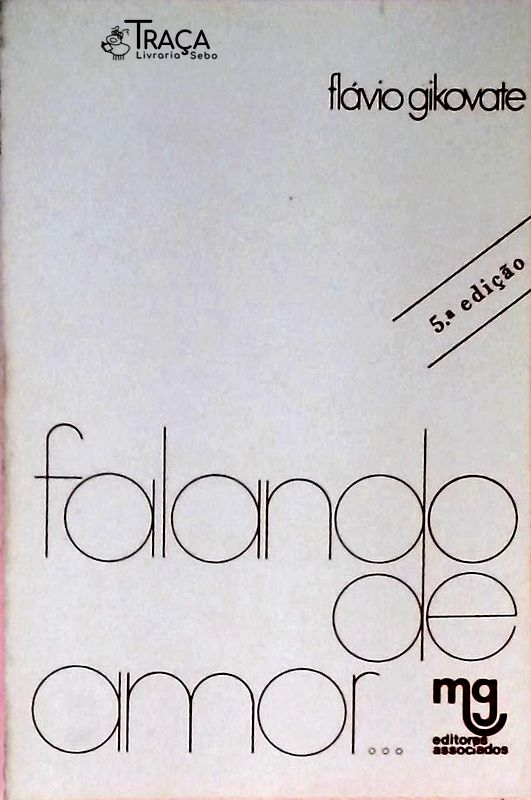 TRAÇA
Livraria Sebo
flávio gikovate
5.ª edição
falando
de
amor...
mg
editores
associados